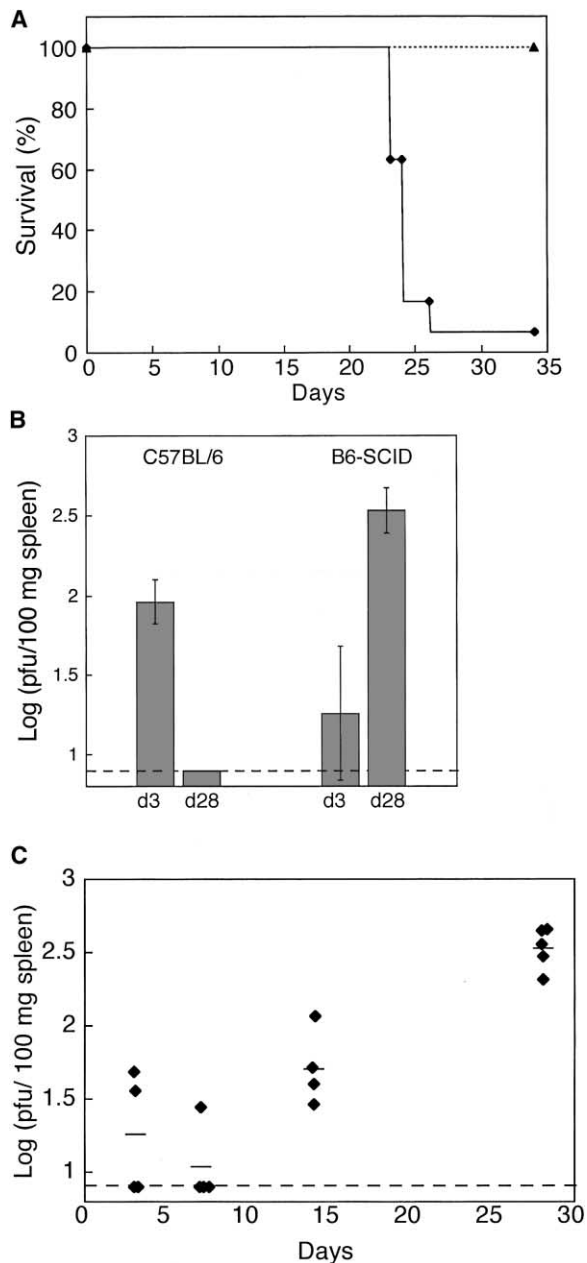 A
Survival (%)
100
80
60
40
20
0
0 5 10 15 20 25 30 35
Days
B
Log (pfu/100 mg spleen)
3
2.5
2
1.5
1
C57BL/6 B6-SCID
d3 d28 d3 d28
C
Log (pfu/ 100 mg spleen)
3
2.5
2
1.5
1
0 5 10 15 20 25 30
Days